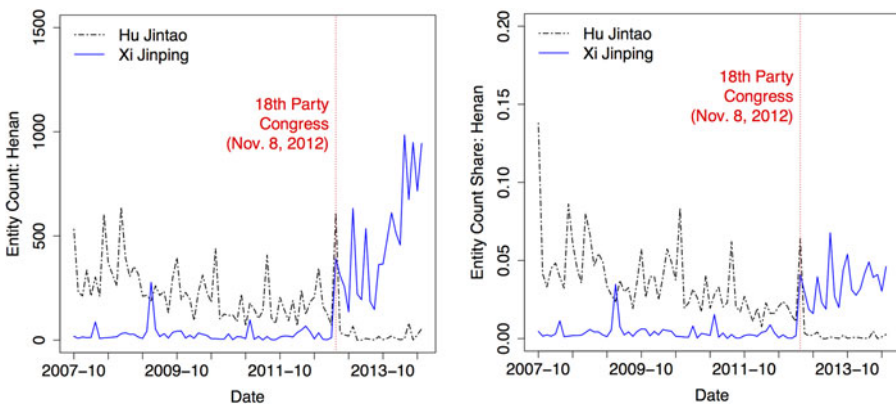 1500
1000
500
0
Entity Count: Henan
Hu Jintao
Xi Jinping
18th Party
Congress
(Nov. 8, 2012)
2007−10
2009−10
2011−10
2013−10
Date
0.20
0.15
0.10
0.05
0.00
Entity Count Share: Henan
Hu Jintao
Xi Jinping
18th Party
Congress
(Nov. 8, 2012)
2007−10
2009−10
2011−10
2013−10
Date